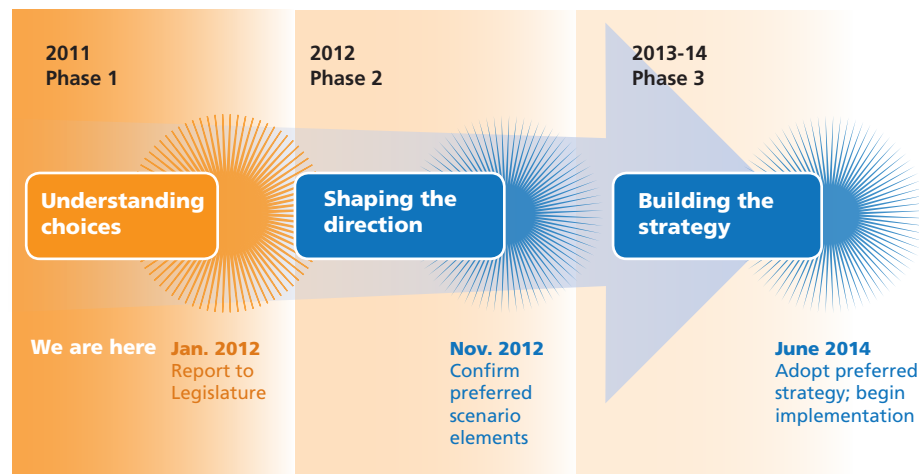 2011
Phase 1
2012
Phase 2
2013-14
Phase 3
Understanding
choices
Shaping the
direction
Building the
strategy
We are here
Jan. 2012
Report to
Legislature
Nov. 2012
Confirm
preferred
scenario
elements
June 2014
Adopt preferred
strategy; begin
implementation